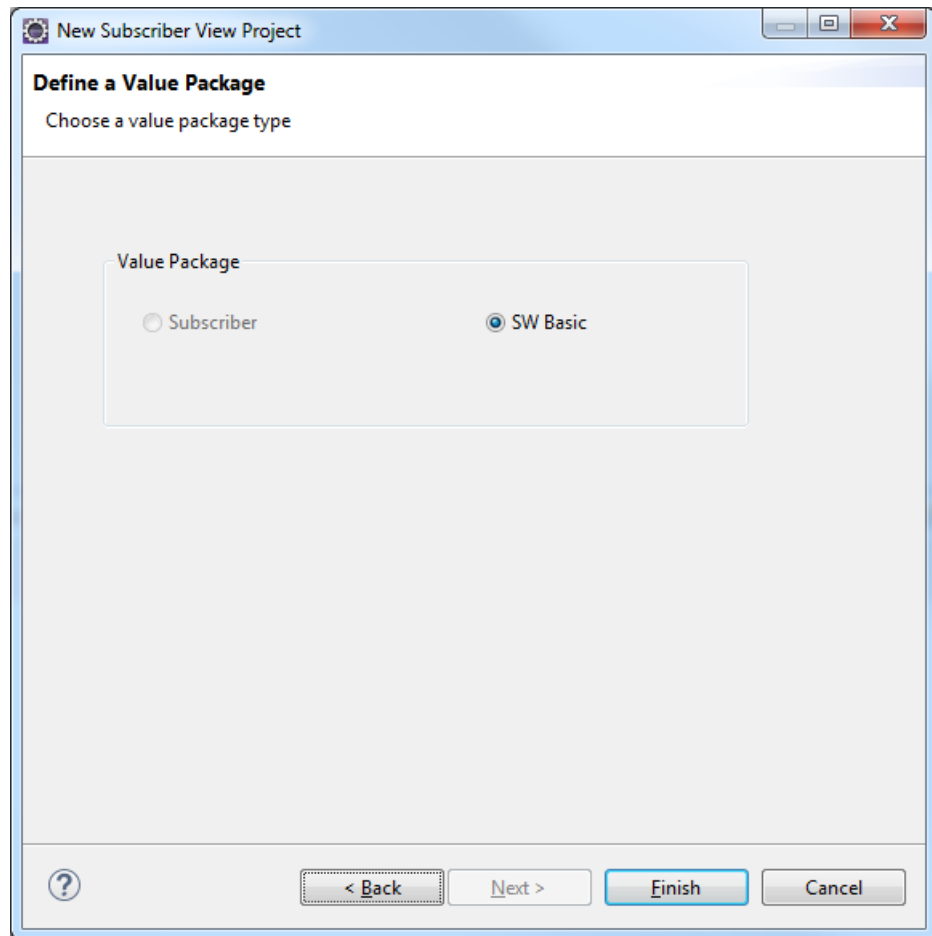 New Subscriber View Project
Define a Value Package
Choose a value package type
Value Package
Subscriber SW Basic
? < Back Next > Finish Cancel